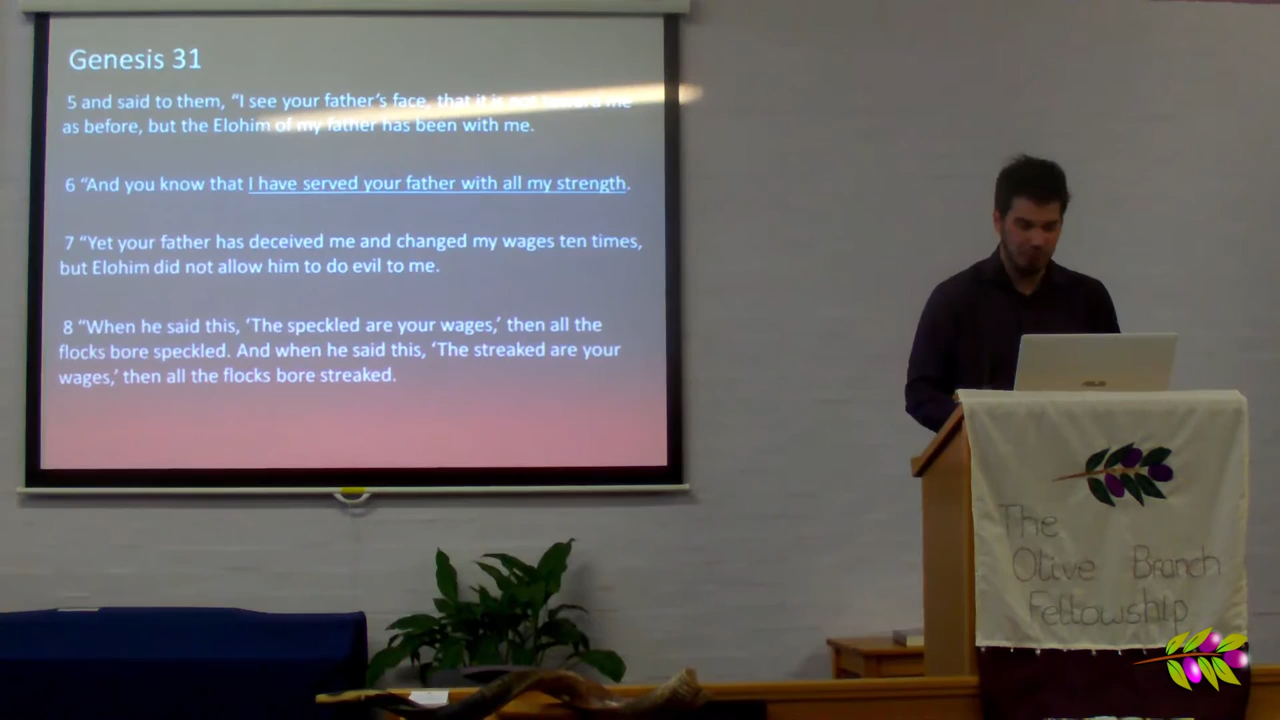 Genesis 31
5 and said to them, “I see your father’s face, that it is not toward me
as before, but the Elohim of my father has been with me.
6 “And you know that I have served your father with all my strength.
7 “Yet your father has deceived me and changed my wages ten times,
but Elohim did not allow him to do evil to me.
8 “When he said this, ‘The speckled are your wages,’ then all the
flocks bore speckled. And when he said this, ‘The streaked are your
wages,’ then all the flocks bore streaked.
ASUS
The
Olive Branch
Fellowship